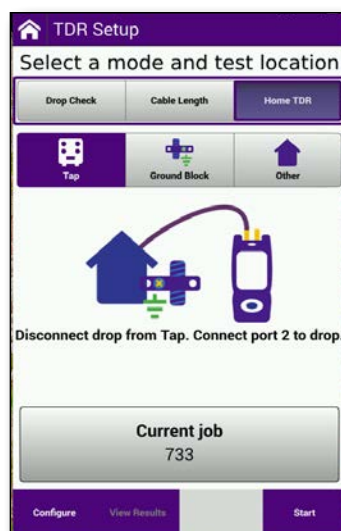 TDR Setup
Select a mode and test location
Drop Check Cable Length Home TDR
Tap Ground Block Other
Disconnect drop from Tap. Connect port 2 to drop.
Current job
733
Configure View Results Start